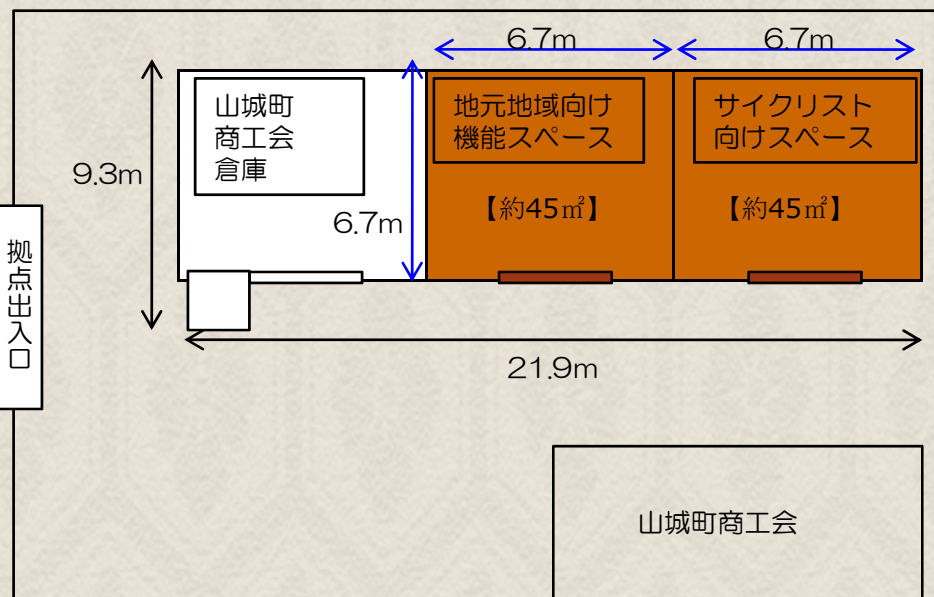 6.7m
6.7m
山城町
商工会
倉庫
地元地域向け
機能スペース
サイクリスト
向けスペース
9.3m
6.7m
【約45㎡】
【約45㎡】
拠点出入口
21.9m
山城町商工会